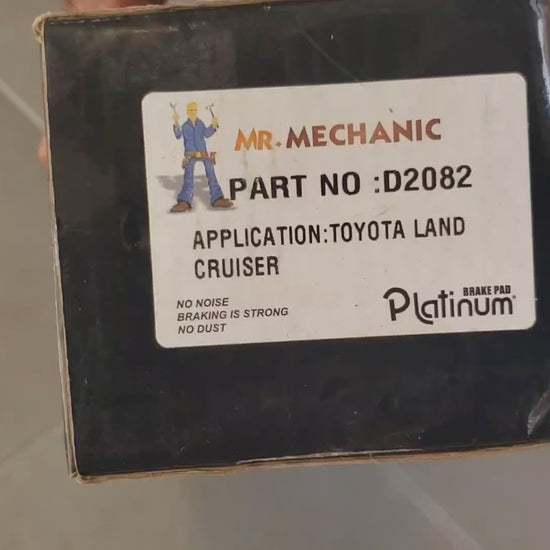 MR. MECHANIC
PART NO :D2082
APPLICATION:TOYOTA LAND
CRUISER
NO NOISE
BRAKING IS STRONG
NO DUST
BRAKE PAD
Platinum